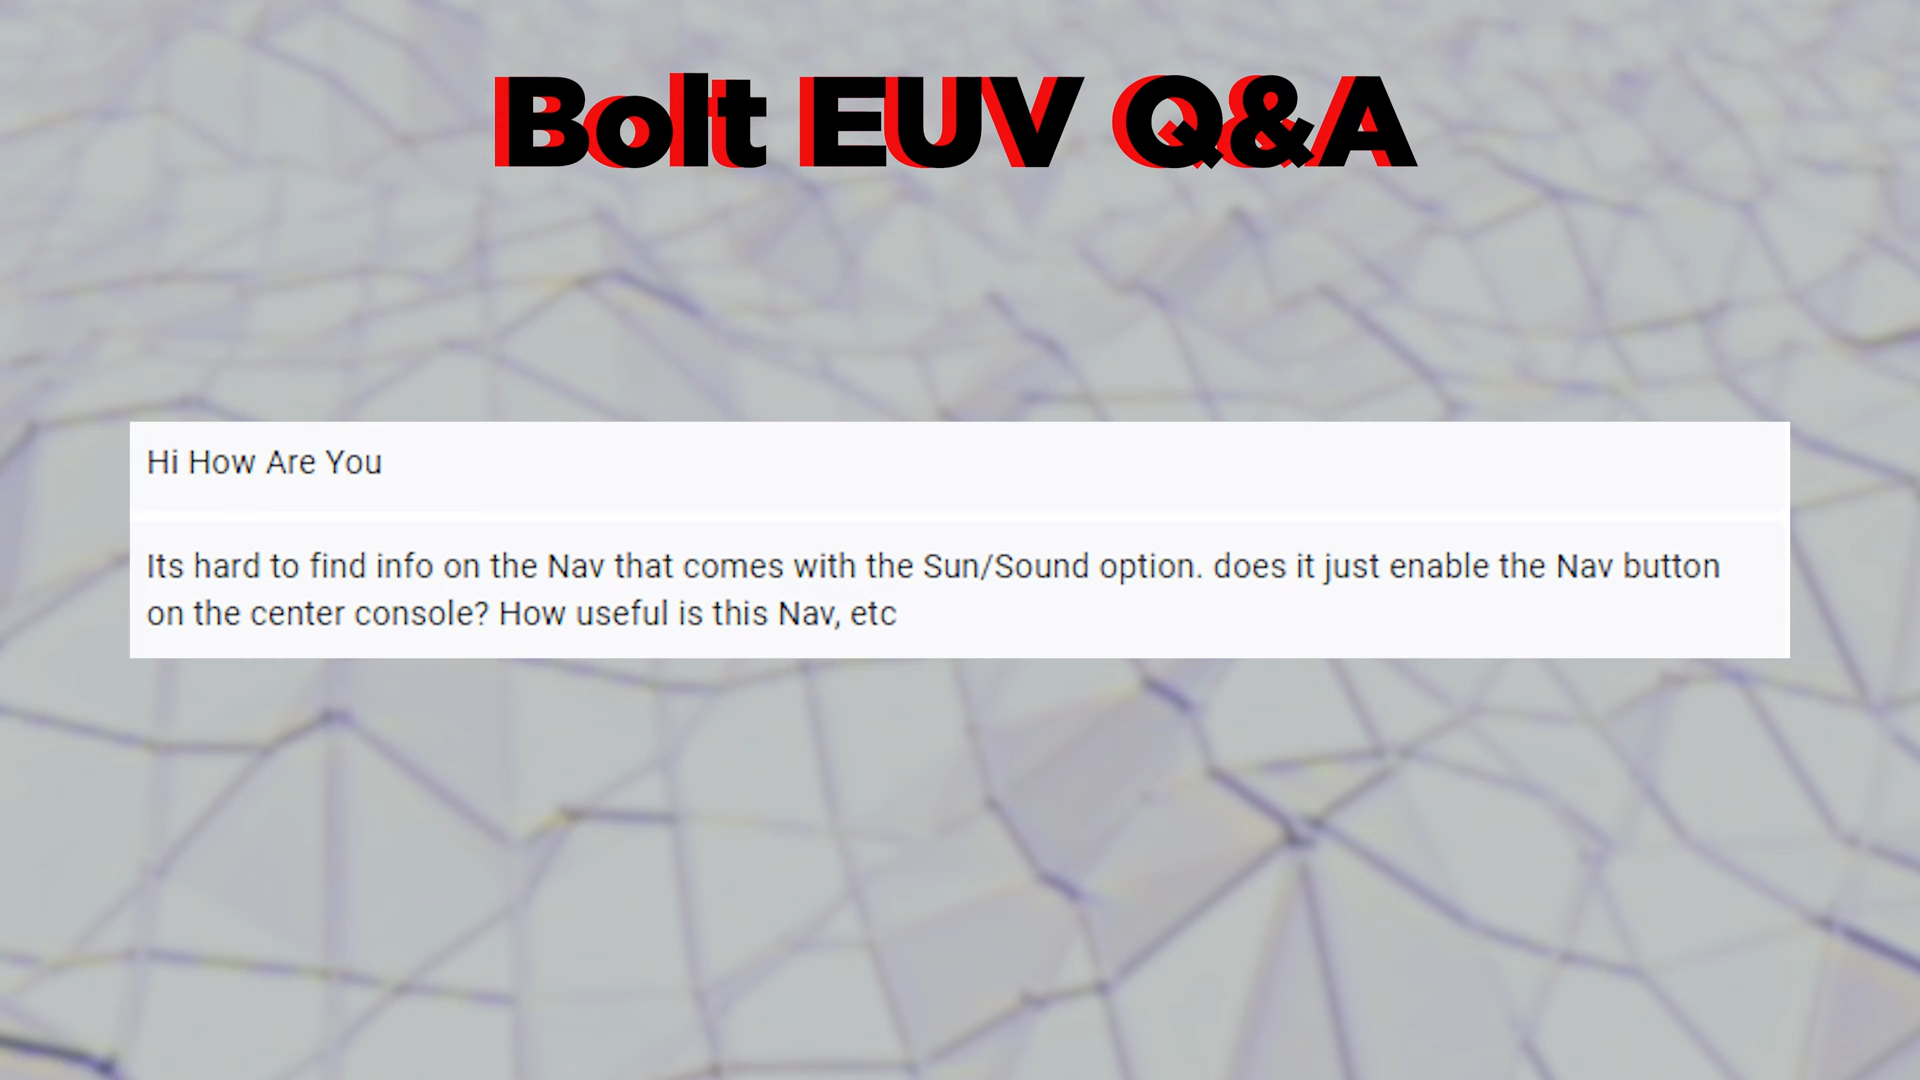 Bolt EUV Q&A
Hi How Are You
Its hard to find info on the Nav that comes with the Sun/Sound option. does it just enable the Nav button
on the center console? How useful is this Nav, etc